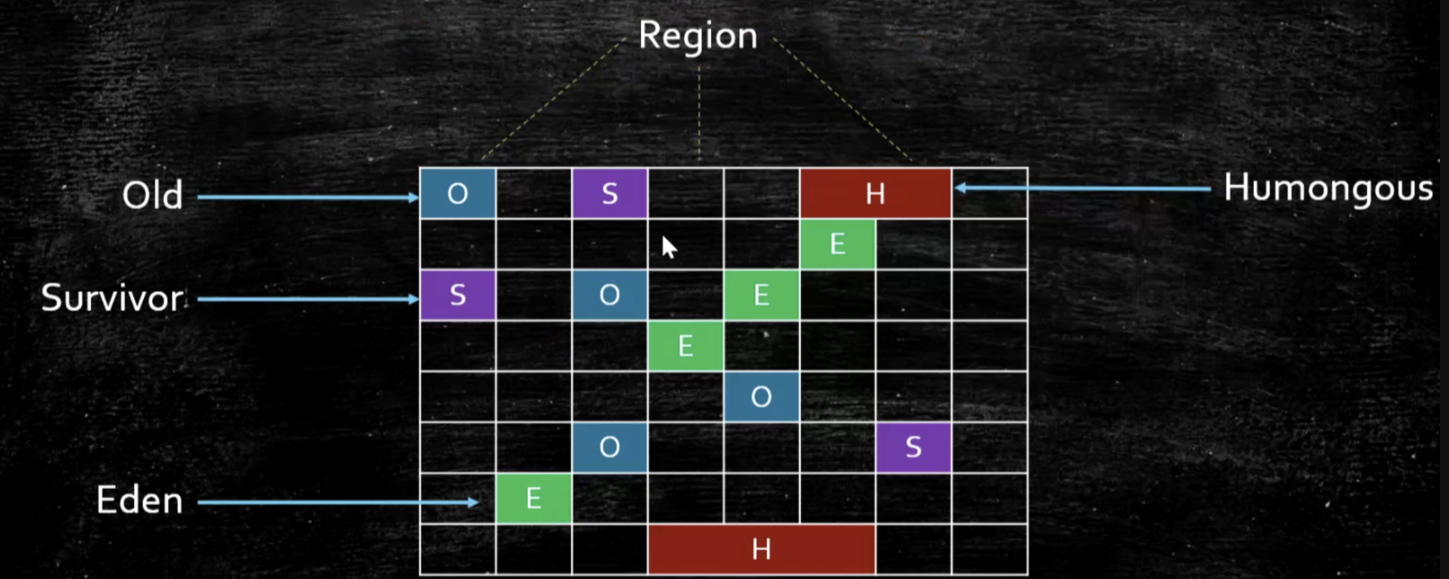 Region
Old O S H Humongous
E
Survivor S O E
E
O
O S
Eden E
H